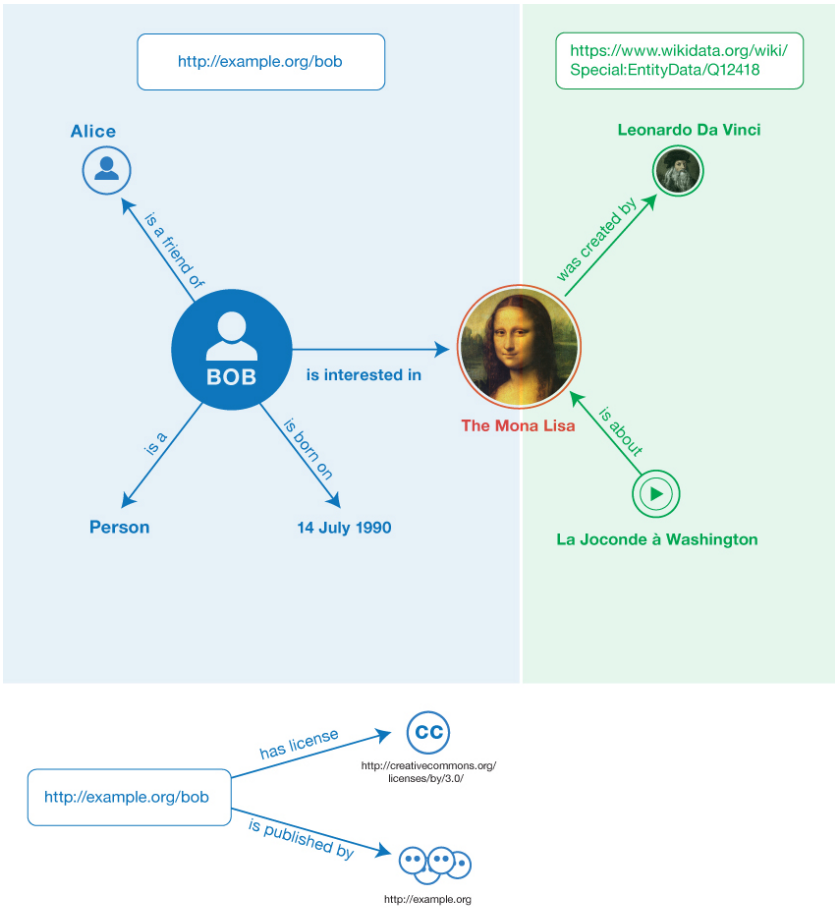 http://example.org/bob
https://www.wikidata.org/wiki/
Special:EntityData/Q12418
Alice
Leonardo Da Vinci
is a friend of
was created by
BOB
is interested in
The Mona Lisa
is a
is born on
is about
Person
14 July 1990
La Joconde à Washington
has license
CC
http://creativecommons.org/
licenses/by/3.0/
http://example.org/bob
is published by
http://example.org